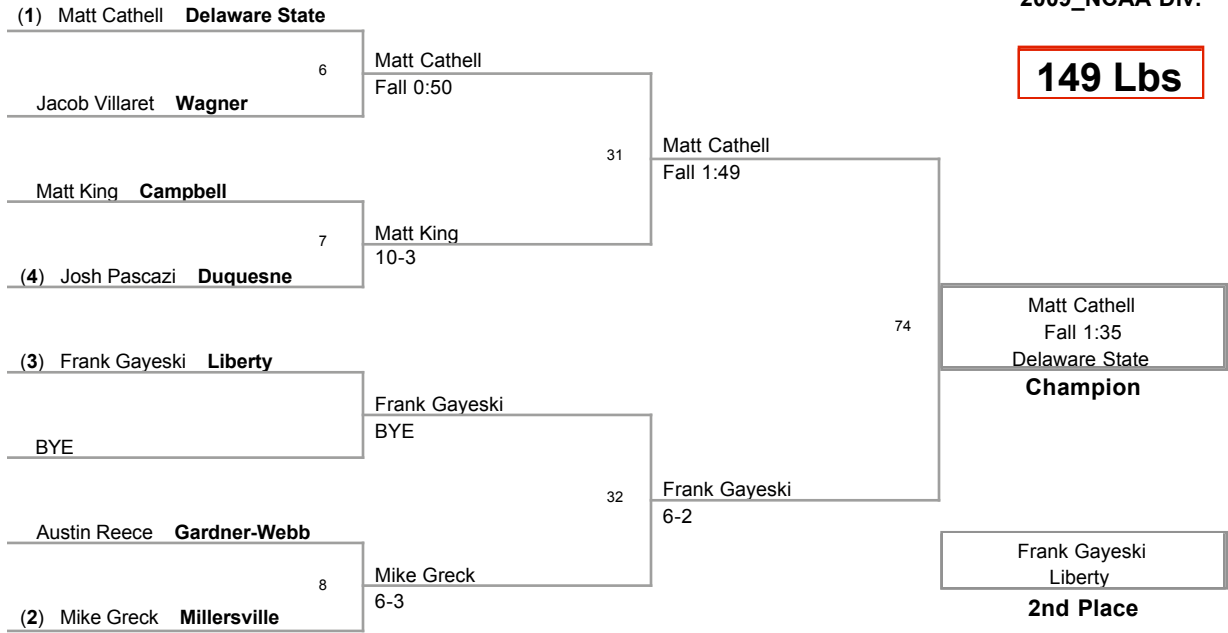 2009_NCAA Div.
149 Lbs
(1) Matt Cathell Delaware State
6
Jacob Villaret Wagner
Matt Cathell
Fall 0:50
Matt King Campbell
7
(4) Josh Pascazi Duquesne
Matt King
10-3
31
Matt Cathell
Fall 1:49
(3) Frank Gayeski Liberty
BYE
Frank Gayeski
BYE
Austin Reece Gardner-Webb
8
(2) Mike Greck Millersville
Mike Greck
6-3
32
Frank Gayeski
6-2
74
Matt Cathell
Fall 1:35
Delaware State
Champion
Frank Gayeski
Liberty
2nd Place